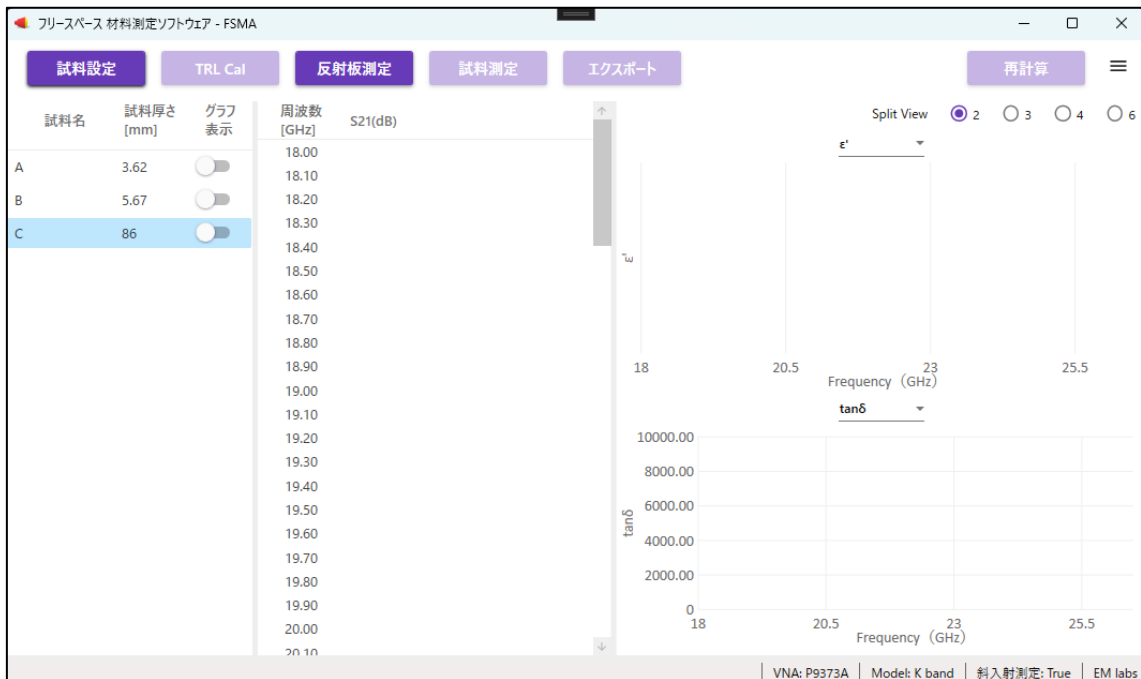 フリースペース 材料測定ソフトウェア - FSMA
試料設定 TRL Cal 反射板測定 試料測定 エクスポート 再計算
試料名 試料厚さ [mm] グラフ 表示
A 3.62
B 5.67
C 86
周波数 [GHz] S21(dB)
18.00
18.10
18.20
18.30
18.40
18.50
18.60
18.70
18.80
18.90
19.00
19.10
19.20
19.30
19.40
19.50
19.60
19.70
19.80
19.90
20.00
20.10
Split View 2 3 4 6
ε'
ε'
18 20.5 23 25.5
Frequency (GHz)
tanδ
tanδ
10000.00
8000.00
6000.00
4000.00
2000.00
0
18 20.5 23 25.5
Frequency (GHz)
VNA: P9373A Model: K band 斜入射測定: True EM labs